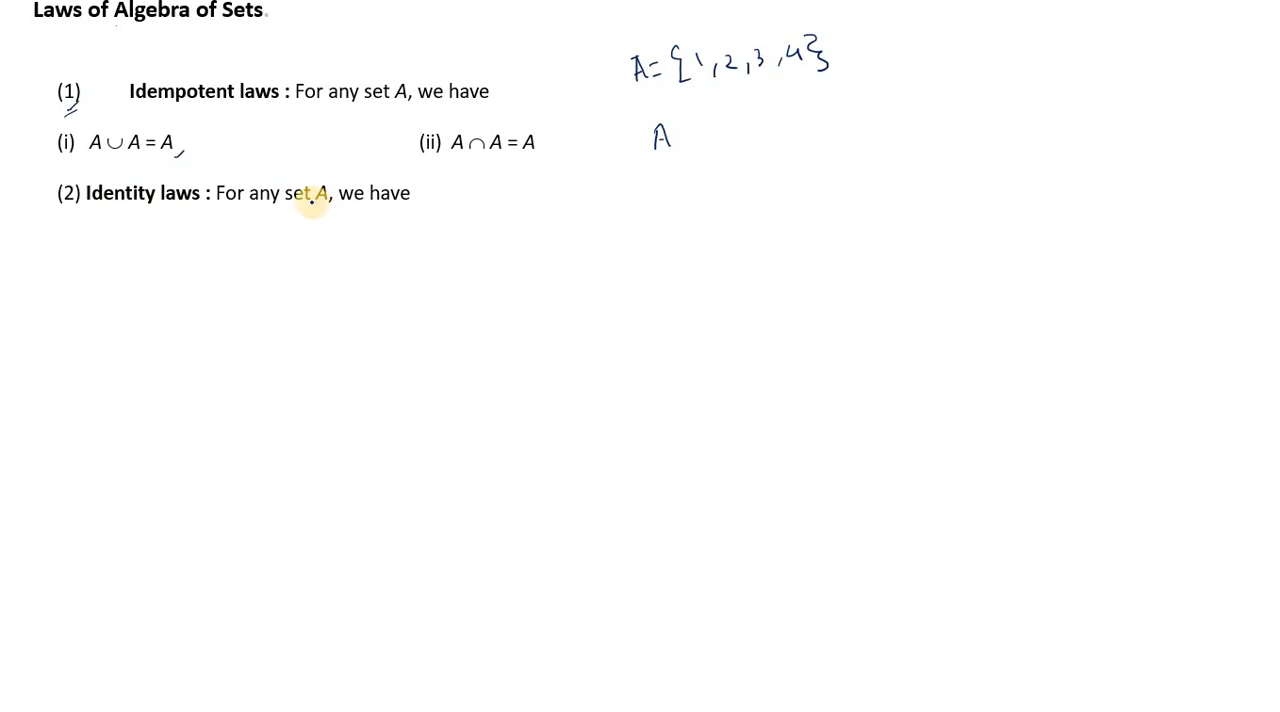 Laws of Algebra of Sets.
A = {1, 2, 3, 4}
(1) Idempotent laws : For any set A, we have
(i) A ∪ A = A (ii) A ∩ A = A
A
(2) Identity laws : For any set A, we have